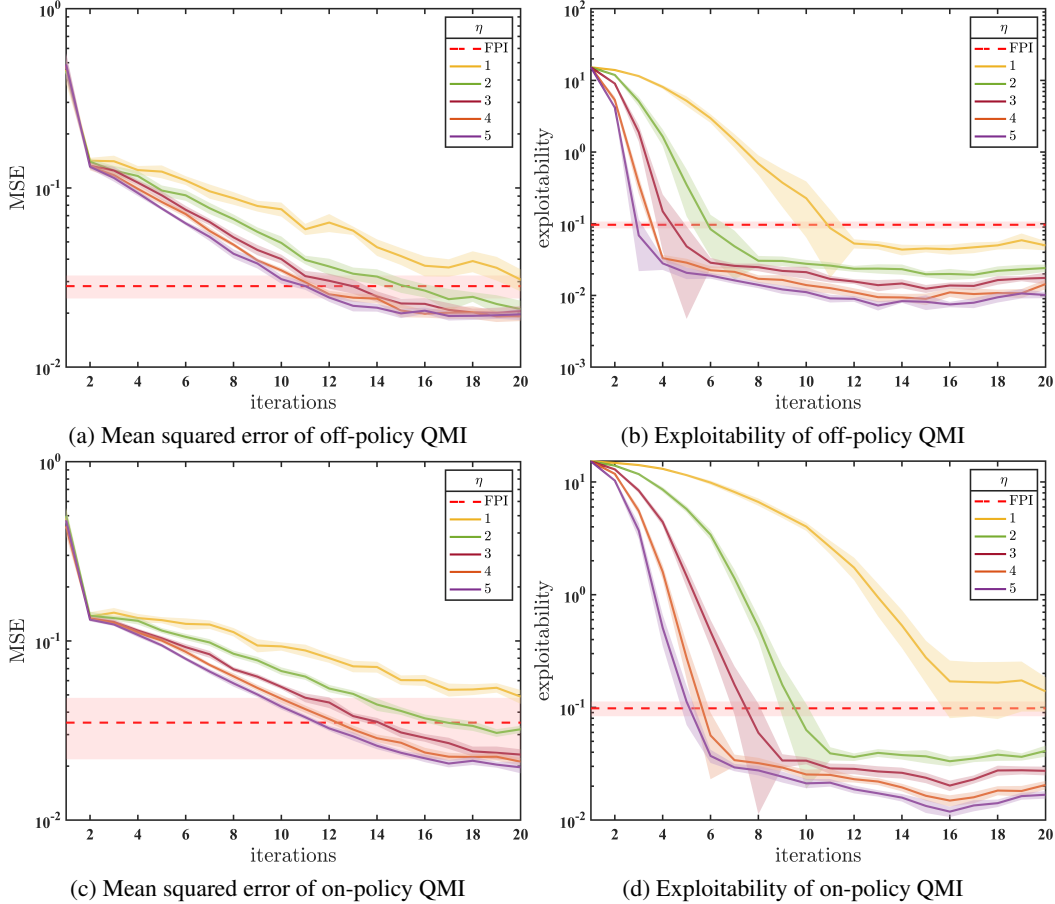 10^0
10^-1
10^-2
MSE
2 4 6 8 10 12 14 16 18 20
iterations
η
FPI
1
2
3
4
5
(a) Mean squared error of off-policy QMI
10^2
10^1
10^0
10^-1
10^-2
10^-3
exploitability
2 4 6 8 10 12 14 16 18 20
iterations
η
FPI
1
2
3
4
5
(b) Exploitability of off-policy QMI
10^0
10^-1
10^-2
MSE
2 4 6 8 10 12 14 16 18 20
iterations
η
FPI
1
2
3
4
5
(c) Mean squared error of on-policy QMI
10^1
10^0
10^-1
10^-2
exploitability
2 4 6 8 10 12 14 16 18 20
iterations
η
FPI
1
2
3
4
5
(d) Exploitability of on-policy QMI